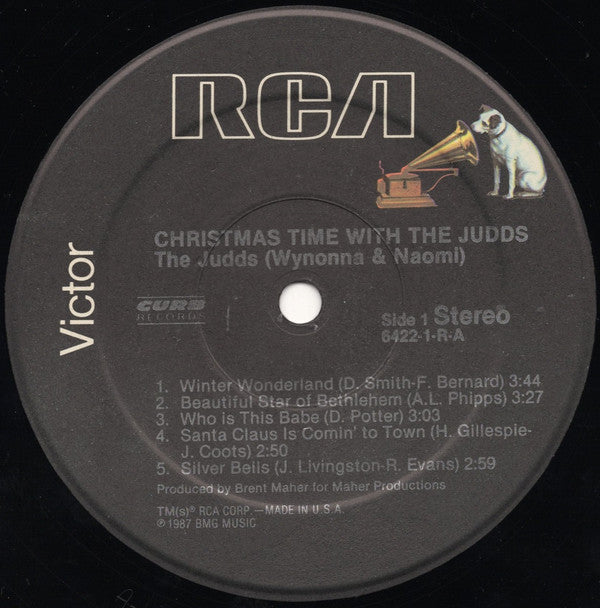 RCA
Victor
CHRISTMAS TIME WITH THE JUDDS
The Judds (Wynonna & Naomi)
CURB
RECORDS
Side 1 Stereo
6422-1-R-A
1. Winter Wonderland (D. Smith-F. Bernard) 3:44
2. Beautiful Star of Bethlehem (A.L. Phipps) 3:27
3. Who is This Babe (D. Potter) 3:03
4. Santa Claus Is Comin' to Town (H. Gillespie-
J. Coots) 2:50
5. Silver Bells (J. Livingston-R. Evans) 2:59
Produced by Brent Maher for Maher Productions
TM(s)® RCA CORP.—MADE IN U.S.A.
℗1987 BMG MUSIC